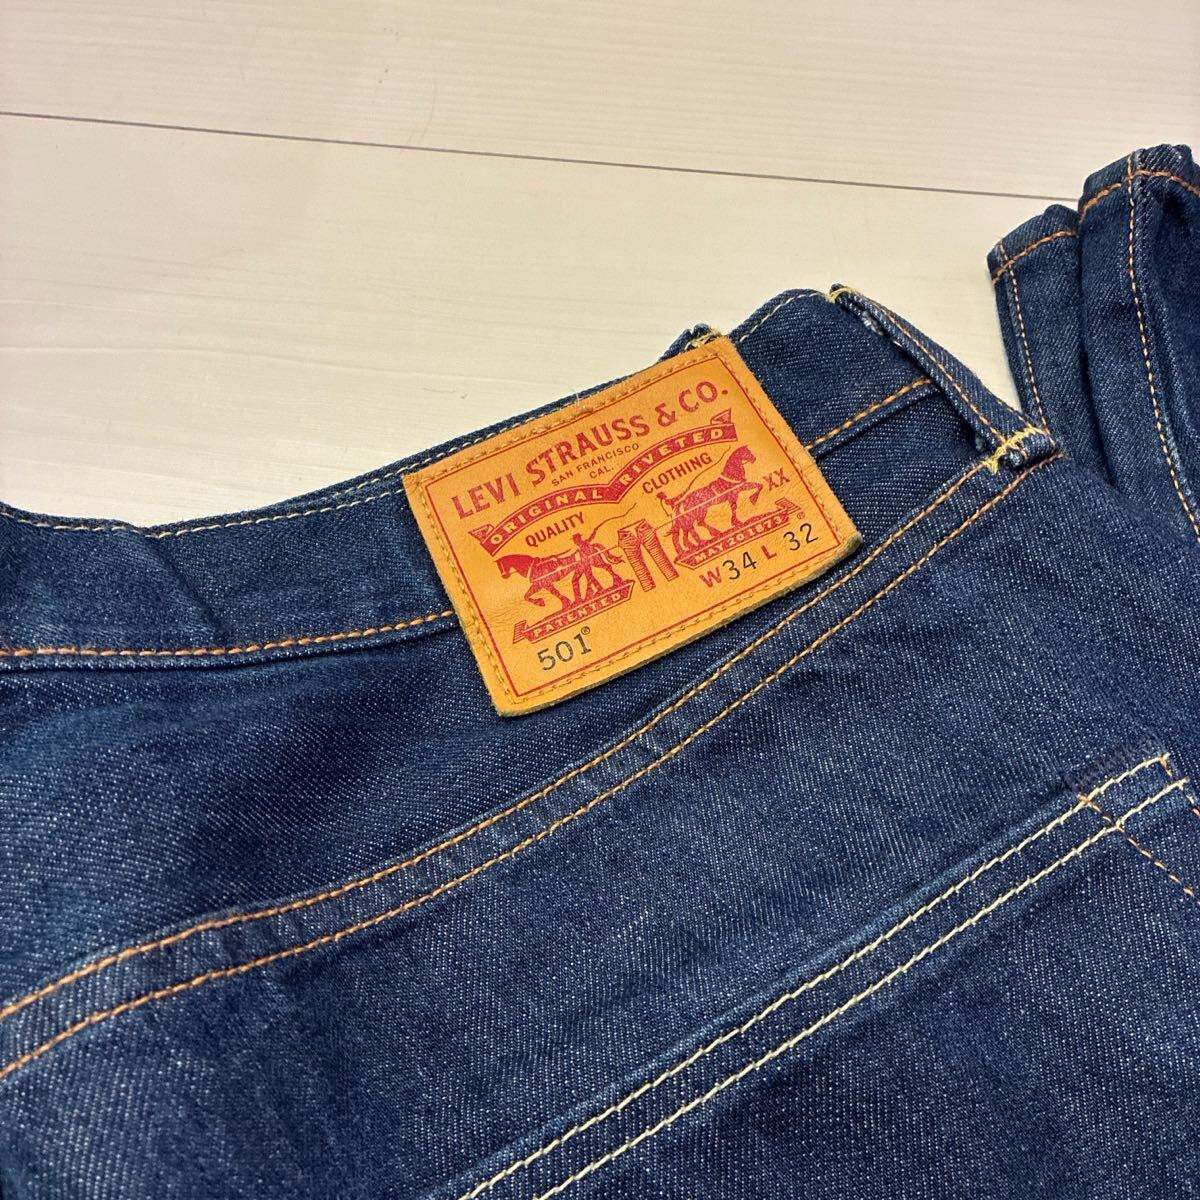 LEVI STRAUSS & CO.
SAN FRANCISCO
CAL.
ORIGINAL RIVETED
QUALITY CLOTHING
XX
PATENTED
MAY 20 1873
®
W34 L 32
501®